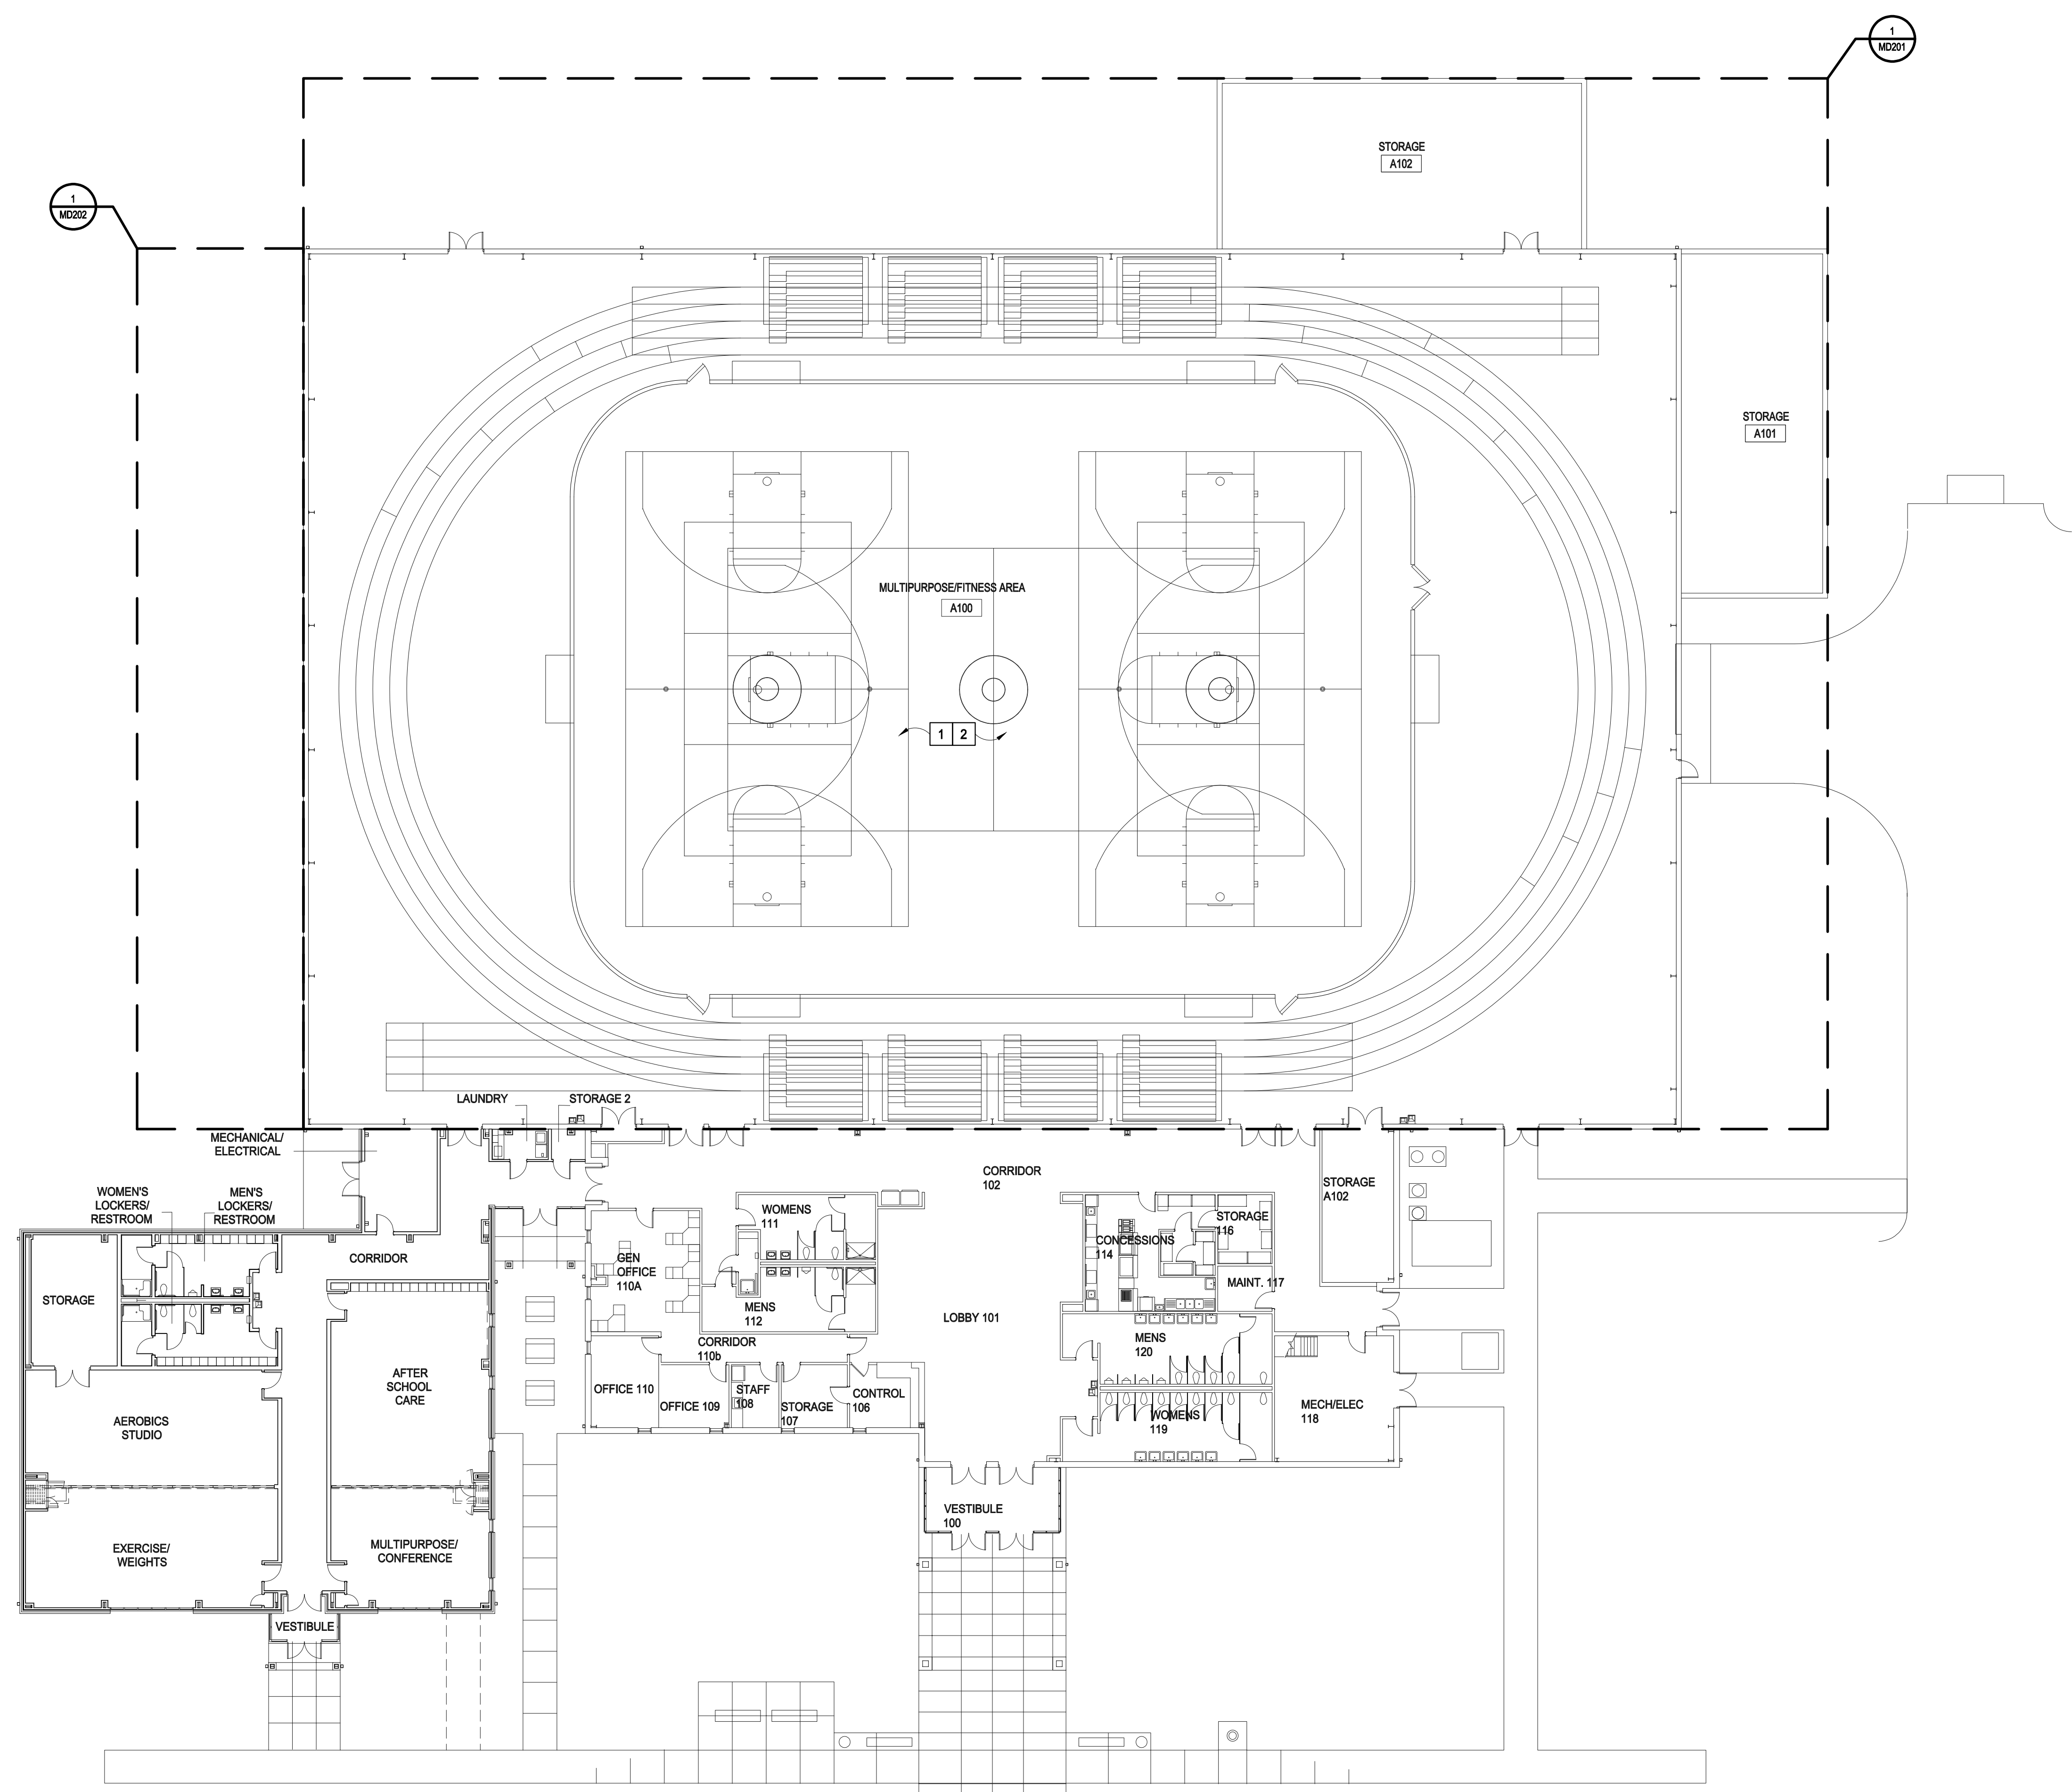 1
MD201
STORAGE
A102
1
MD202
STORAGE
A101
MULTIPURPOSE/FITNESS AREA
A100
1 2
LAUNDRY
STORAGE 2
MECHANICAL/
ELECTRICAL
WOMEN'S
LOCKERS/
RESTROOM
MEN'S
LOCKERS/
RESTROOM
CORRIDOR
STORAGE
AEROBICS
STUDIO
EXERCISE/
WEIGHTS
AFTER
SCHOOL
CARE
MULTIPURPOSE/
CONFERENCE
VESTIBULE
GEN
OFFICE
110A
WOMENS
111
MENS
112
CORRIDOR
110b
OFFICE 110
OFFICE 109
STAFF
108
STORAGE
107
CONTROL
106
CORRIDOR
102
LOBBY 101
VESTIBULE
100
CONCESSIONS
114
STORAGE
116
MAINT. 117
STORAGE
A102
MENS
120
WOMENS
119
MECH/ELEC
118